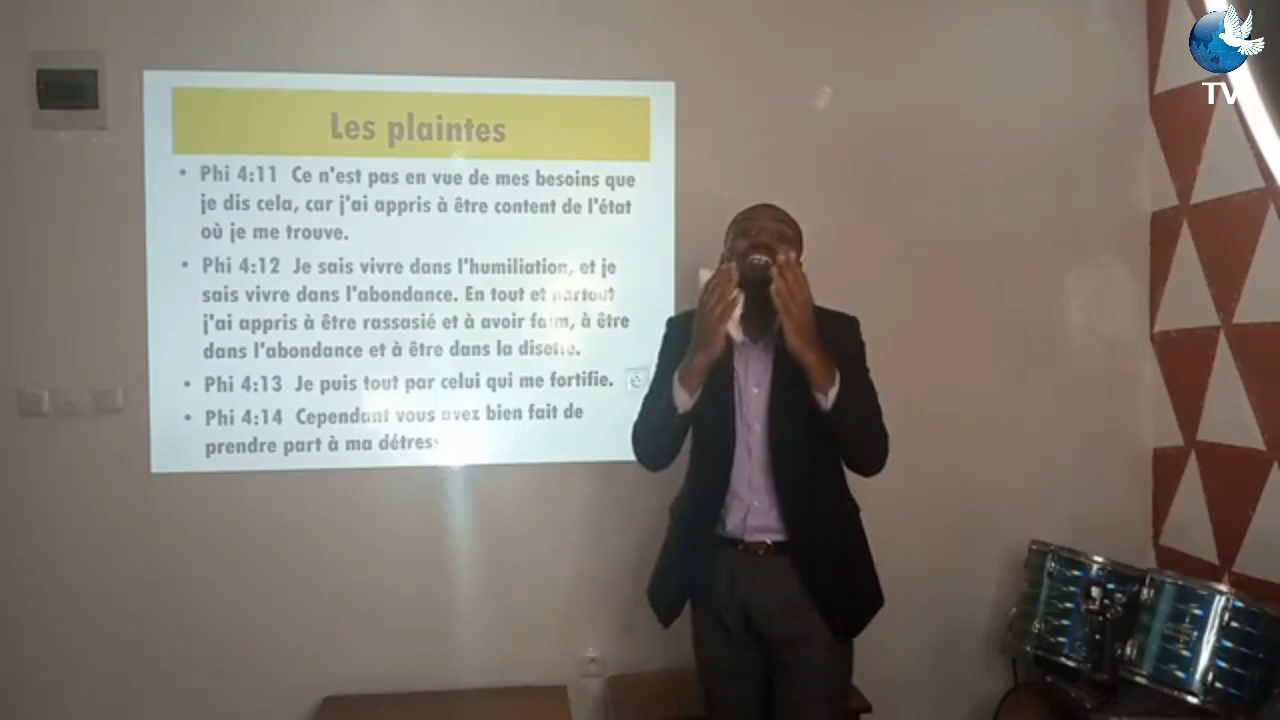 Les plaintes
• Phi 4:11 Ce n'est pas en vue de mes besoins que
je dis cela, car j'ai appris à être content de l'état
où je me trouve.
• Phi 4:12 Je sais vivre dans l'humiliation, et je
sais vivre dans l'abondance. En tout et partout
j'ai appris à être rassasié et à avoir faim, à être
dans l'abondance et à être dans la disette.
• Phi 4:13 Je puis tout par celui qui me fortifie.
• Phi 4:14 Cependant vous avez bien fait de
prendre part à ma
TV